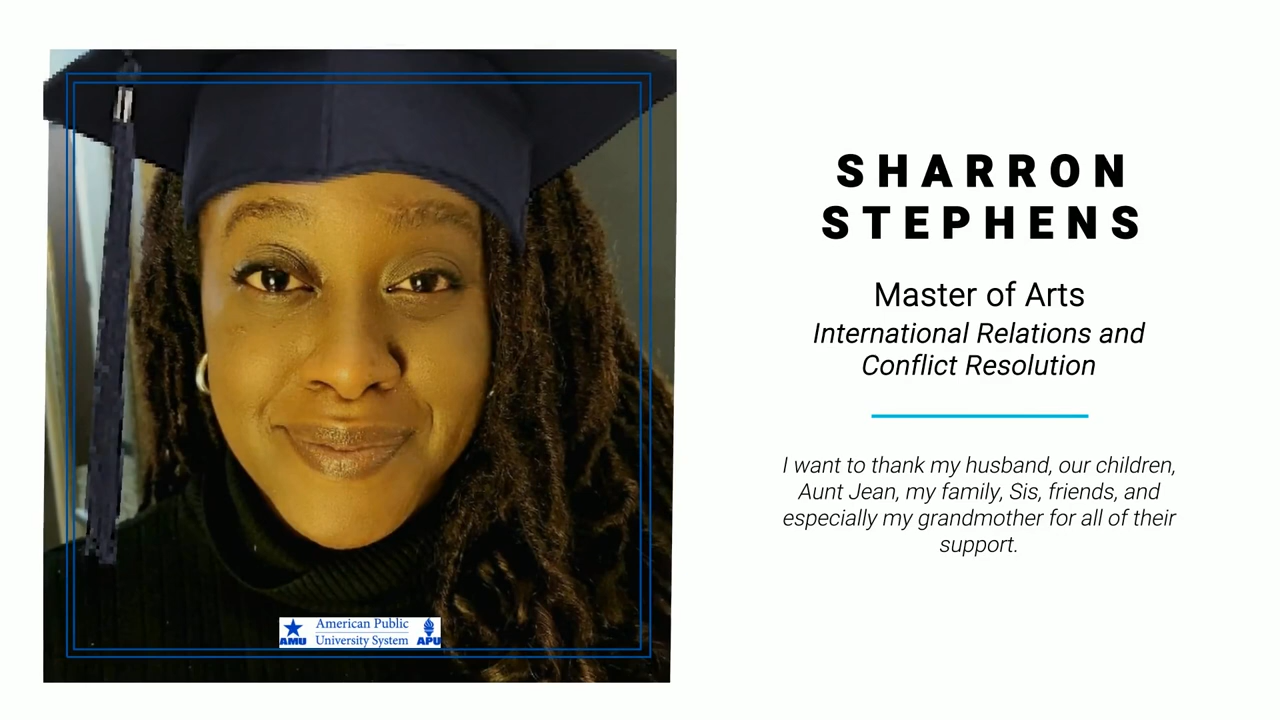 SHARRON
STEPHENS
Master of Arts
International Relations and
Conflict Resolution
I want to thank my husband, our children,
Aunt Jean, my family, Sis, friends, and
especially my grandmother for all of their
support.
AMU
American Public
University System
APU